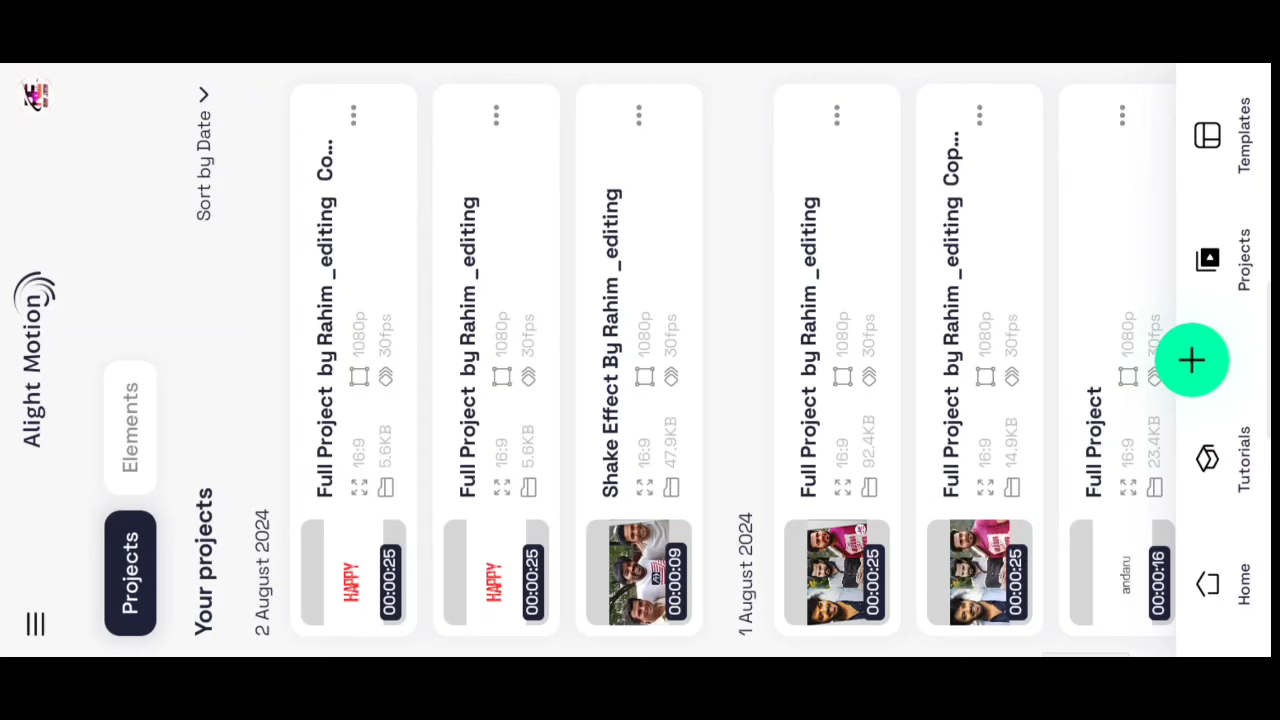 Alight Motion
Projects
Elements
Your projects
Sort by Date
2 August 2024
Full Project by Rahim _editing Co...
16:9 1080p
5.6KB 30fps
HAPPY
00:00:25
Full Project by Rahim _editing
16:9 1080p
5.6KB 30fps
HAPPY
00:00:25
Shake Effect By Rahim _editing
16:9 1080p
47.9KB 30fps
00:00:09
1 August 2024
Full Project by Rahim _editing
16:9 1080p
92.4KB 30fps
00:00:25
Full Project by Rahim _editing Cop...
16:9 1080p
14.9KB 30fps
00:00:25
Full Project
16:9 1080p
23.4KB 30fps
andaru
00:00:16
Home
Tutorials
Projects
Templates